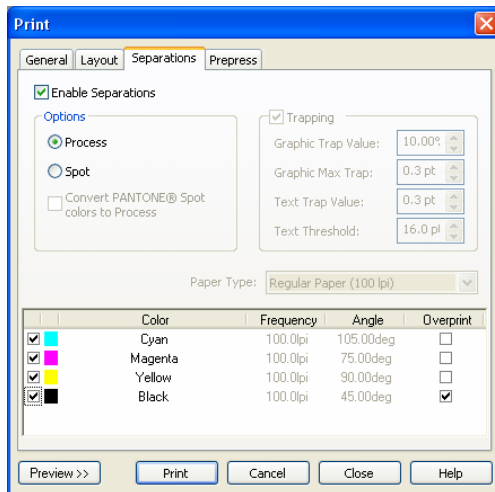 Print
General Layout Separations Prepress
Enable Separations
Options
Process
Spot
Convert PANTONE® Spot
colors to Process
Trapping
Graphic Trap Value: 10.00%
Graphic Max Trap: 0.3 pt
Text Trap Value: 0.3 pt
Text Threshold: 16.0
Paper Type: Regular Paper (100 lpi)
Color Frequency Angle Overprint
Cyan 100.0lpi 105.00deg
Magenta 100.0lpi 75.00deg
Yellow 100.0lpi 90.00deg
Black 100.0lpi 45.00deg
Preview >> Print Cancel Close Help